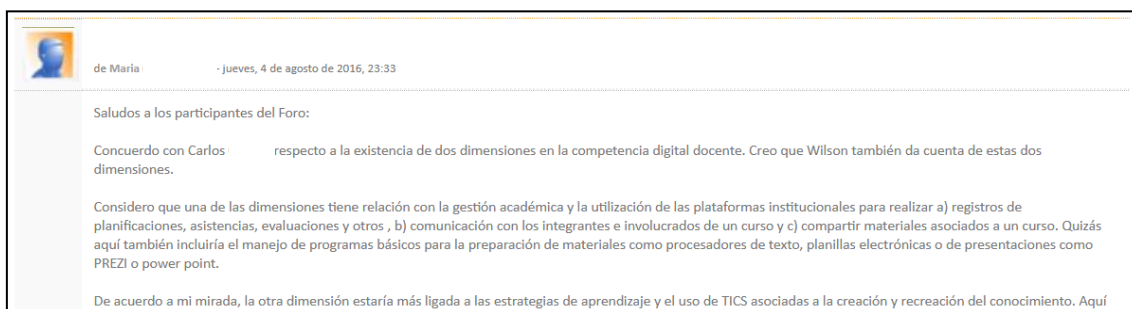 de Maria - jueves, 4 de agosto de 2016, 23:33
Saludos a los participantes del Foro:
Concuerdo con Carlos respecto a la existencia de dos dimensiones en la competencia digital docente. Creo que Wilson también da cuenta de estas dos
dimensiones.
Considero que una de las dimensiones tiene relación con la gestión académica y la utilización de las plataformas institucionales para realizar a) registros de
planificaciones, asistencias, evaluaciones y otros , b) comunicación con los integrantes e involucrados de un curso y c) compartir materiales asociados a un curso. Quizás
aquí también incluiría el manejo de programas básicos para la preparación de materiales como procesadores de texto, planillas electrónicas o de presentaciones como
PREZI o power point.
De acuerdo a mi mirada, la otra dimensión estaría más ligada a las estrategias de aprendizaje y el uso de TICS asociadas a la creación y recreación del conocimiento. Aquí